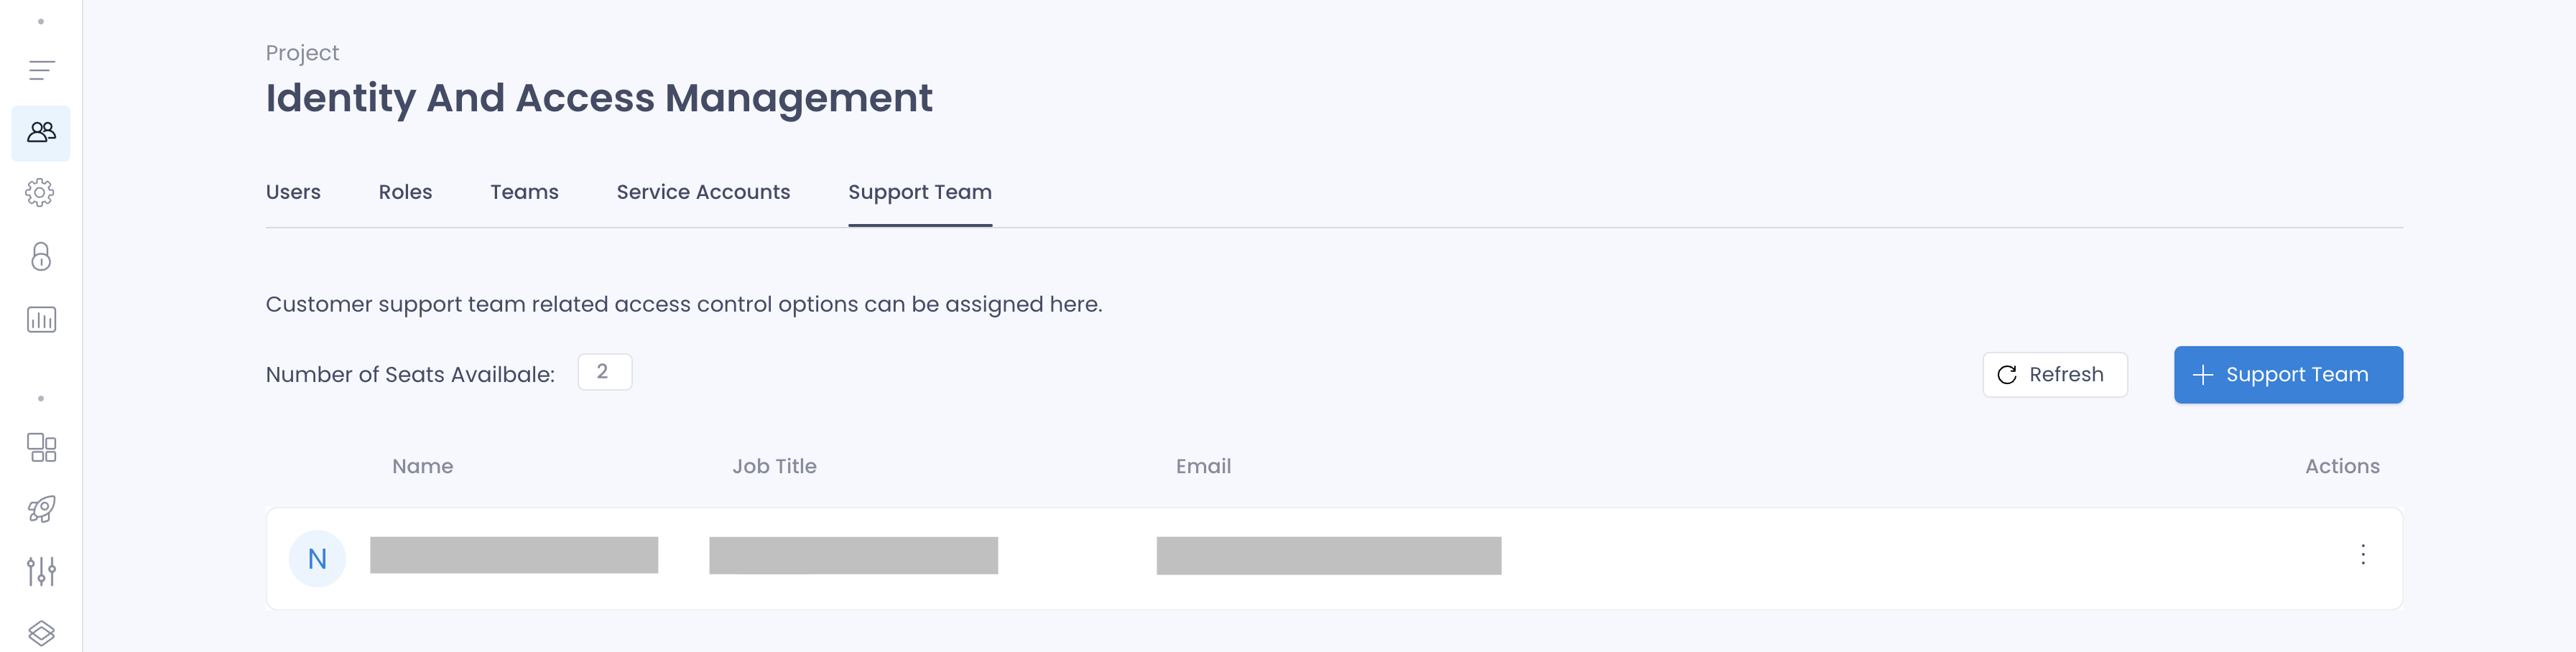 Project
Identity And Access Management
Users Roles Teams Service Accounts Support Team
Customer support team related access control options can be assigned here.
Number of Seats Availbale: 2 Refresh + Support Team
Name Job Title Email Actions
N